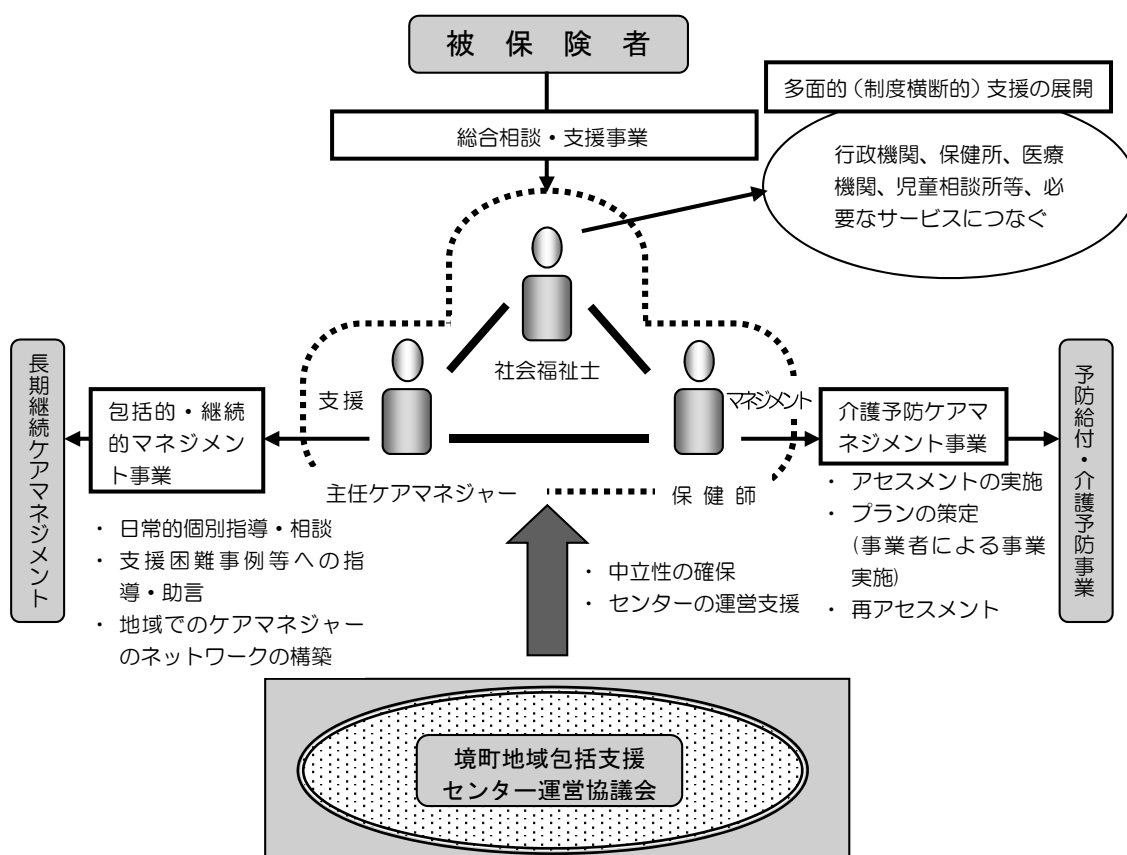 被保険者
多面的(制度横断的)支援の展開
総合相談・支援事業
行政機関、保健所、医療
機関、児童相談所等、必
要なサービスにつなぐ
社会福祉士
支援
マネジメント
長期継続ケアマネジメント
包括的・継続
的マネジメン
ト事業
介護予防ケアマ
ネジメント事業
予防給付・介護予防事業
主任ケアマネジャー
保健師
・ 日常的個別指導・相談
・ 支援困難事例等への指
導・助言
・ 地域でのケアマネジャー
のネットワークの構築
・ 中立性の確保
・ センターの運営支援
・ アセスメントの実施
・ プランの策定
(事業者による事業
実施)
・ 再アセスメント
境町地域包括支援
センター運営協議会